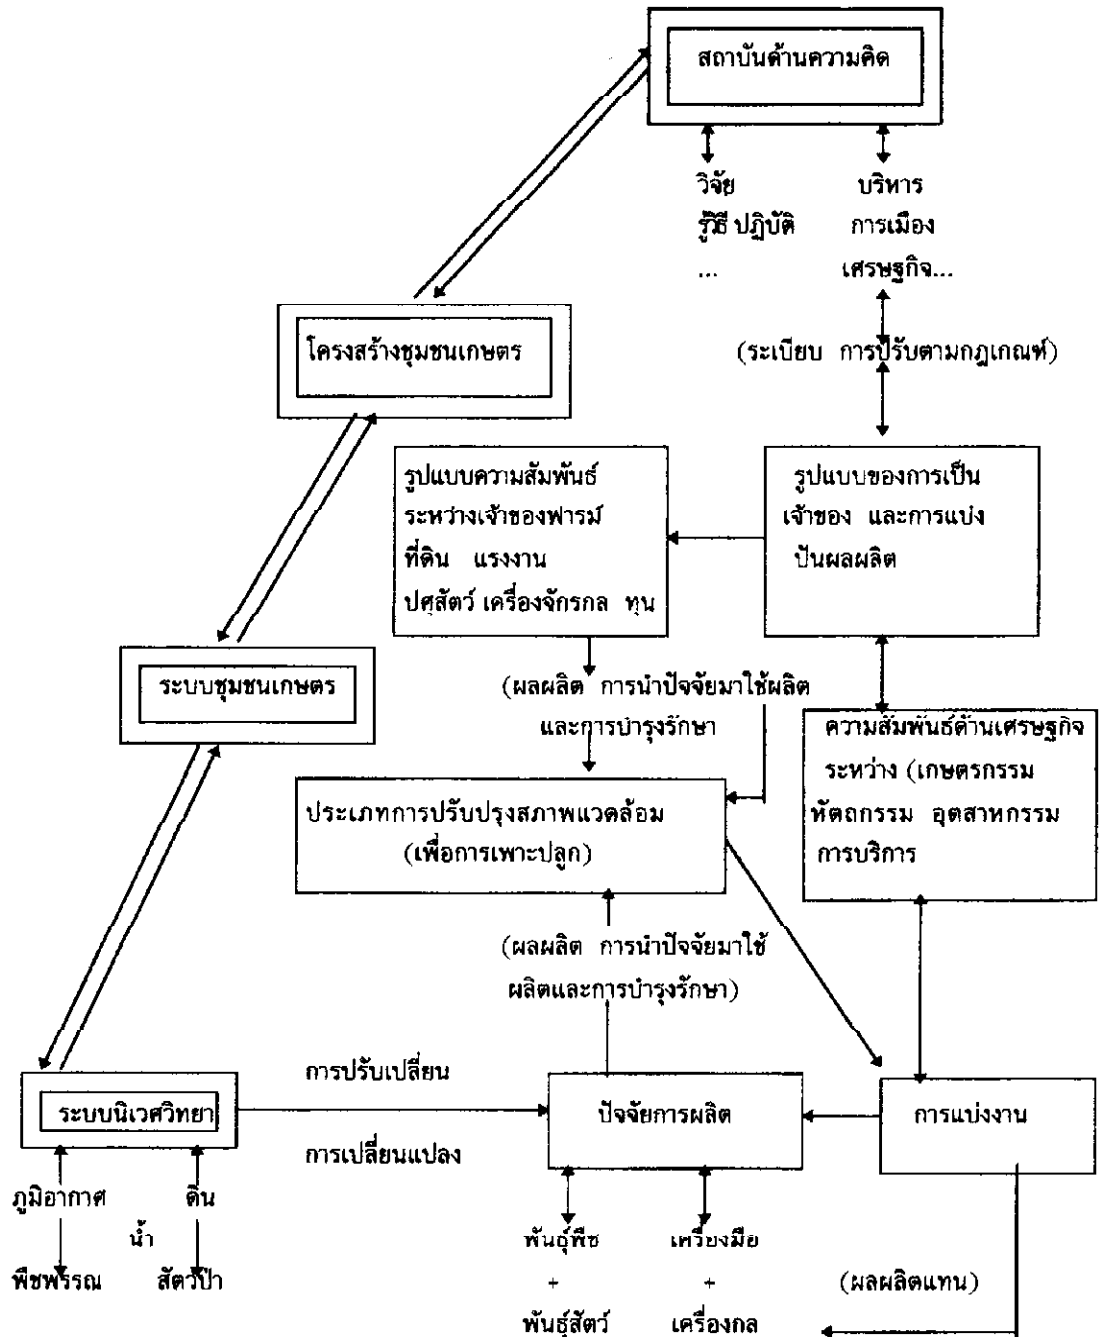 สถาบันด้านความคิด
วิจัย
รู้วิธี ปฏิบัติ
...
บริหาร
การเมือง
เศรษฐกิจ...
(ระเบียบ การปรับตามกฎเกณฑ์)
โครงสร้างชุมชนเกษตร
รูปแบบความสัมพันธ์
ระหว่างเจ้าของฟาร์ม
ที่ดิน แรงงาน
ปศุสัตว์ เครื่องจักรกล ทุน
รูปแบบของการเป็น
เจ้าของ และการแบ่ง
ปันผลผลิต
ระบบชุมชนเกษตร
(ผลผลิต การนำปัจจัยมาใช้ผลิต
และการบำรุงรักษา
ความสัมพันธ์ด้านเศรษฐกิจ
ระหว่าง (เกษตรกรรม
หัตถกรรม อุตสาหกรรม
การบริการ
ประเภทการปรับปรุงสภาพแวดล้อม
(เพื่อการเพาะปลูก)
(ผลผลิต การนำปัจจัยมาใช้
ผลิตและการบำรุงรักษา)
ระบบนิเวศวิทยา
การปรับเปลี่ยน
การเปลี่ยนแปลง
ปัจจัยการผลิต
การแบ่งงาน
ภูมิอากาศ
ดิน
น้ำ
พืชพรรณ
สัตว์ป่า
พันธุ์พืช
+
พันธุ์สัตว์
เครื่องมือ
+
เครื่องกล
(ผลผลิตแทน)